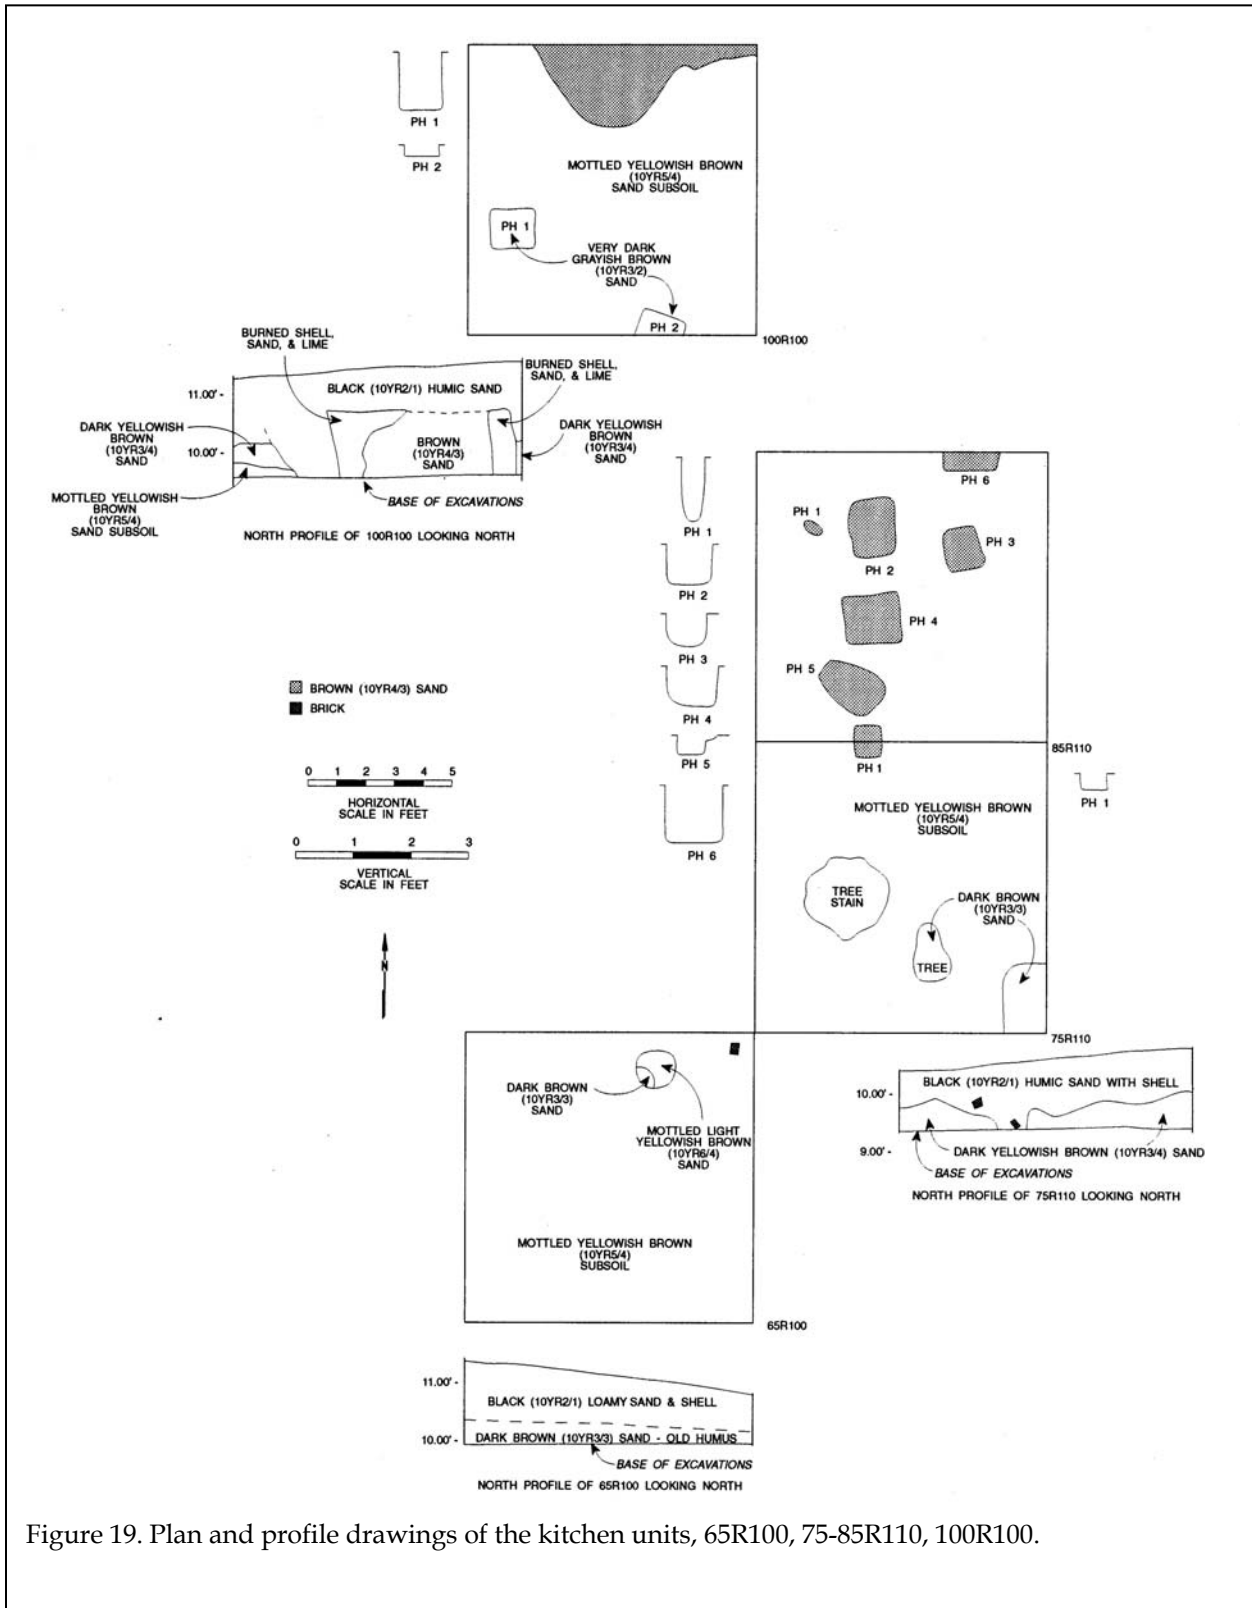 PH 1
PH 2
MOTTLED YELLOWISH BROWN
(10YR5/4)
SAND SUBSOIL
PH 1
VERY DARK
GRAYISH BROWN
(10YR3/2)
SAND
PH 2
100R100
BURNED SHELL,
SAND, & LIME
BURNED SHELL,
SAND, & LIME
11.00' -
BLACK (10YR2/1) HUMIC SAND
DARK YELLOWISH
BROWN
(10YR3/4)
SAND
10.00' -
BROWN
(10YR4/3)
SAND
DARK YELLOWISH
BROWN
(10YR3/4)
SAND
MOTTLED YELLOWISH
BROWN
(10YR5/4)
SAND SUBSOIL
BASE OF EXCAVATIONS
NORTH PROFILE OF 100R100 LOOKING NORTH
PH 1
PH 2
PH 3
PH 4
PH 5
PH 6
PH 6
PH 1
PH 2
PH 3
PH 4
PH 5
PH 1
85R110
PH 1
MOTTLED YELLOWISH BROWN
(10YR5/4)
SUBSOIL
TREE
STAIN
DARK BROWN
(10YR3/3)
SAND
TREE
75R110
BROWN (10YR4/3) SAND
BRICK
0 1 2 3 4 5
HORIZONTAL
SCALE IN FEET
0 1 2 3
VERTICAL
SCALE IN FEET
N
DARK BROWN
(10YR3/3)
SAND
MOTTLED LIGHT
YELLOWISH BROWN
(10YR6/4)
SAND
MOTTLED YELLOWISH BROWN
(10YR5/4)
SUBSOIL
65R100
10.00' -
BLACK (10YR2/1) HUMIC SAND WITH SHELL
9.00' -
DARK YELLOWISH BROWN (10YR3/4) SAND
BASE OF EXCAVATIONS
NORTH PROFILE OF 75R110 LOOKING NORTH
11.00' -
BLACK (10YR2/1) LOAMY SAND & SHELL
10.00' -
DARK BROWN (10YR3/3) SAND - OLD HUMUS
BASE OF EXCAVATIONS
NORTH PROFILE OF 65R100 LOOKING NORTH
Figure 19. Plan and profile drawings of the kitchen units, 65R100, 75-85R110, 100R100.